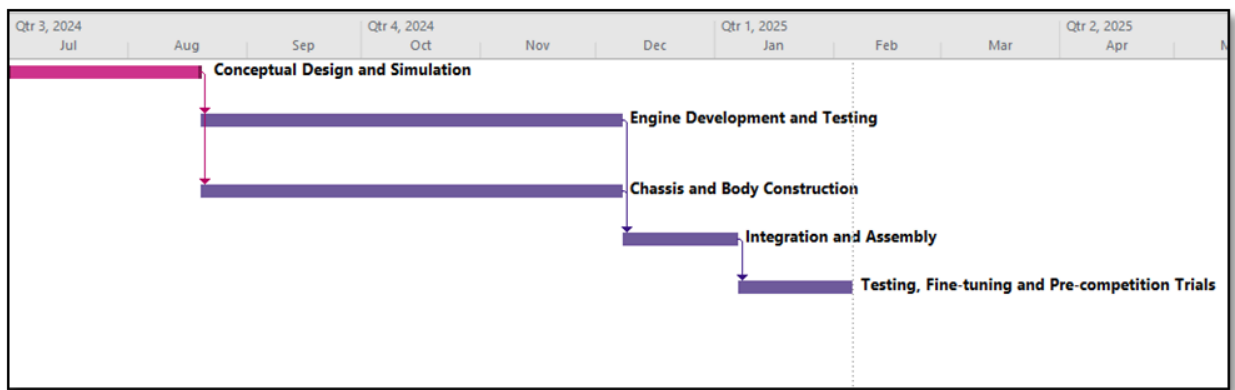 Qtr 3, 2024 Qtr 4, 2024 Qtr 1, 2025 Qtr 2, 2025
Jul Aug Sep Oct Nov Dec Jan Feb Mar Apr
Conceptual Design and Simulation
Engine Development and Testing
Chassis and Body Construction
Integration and Assembly
Testing, Fine-tuning and Pre-competition Trials